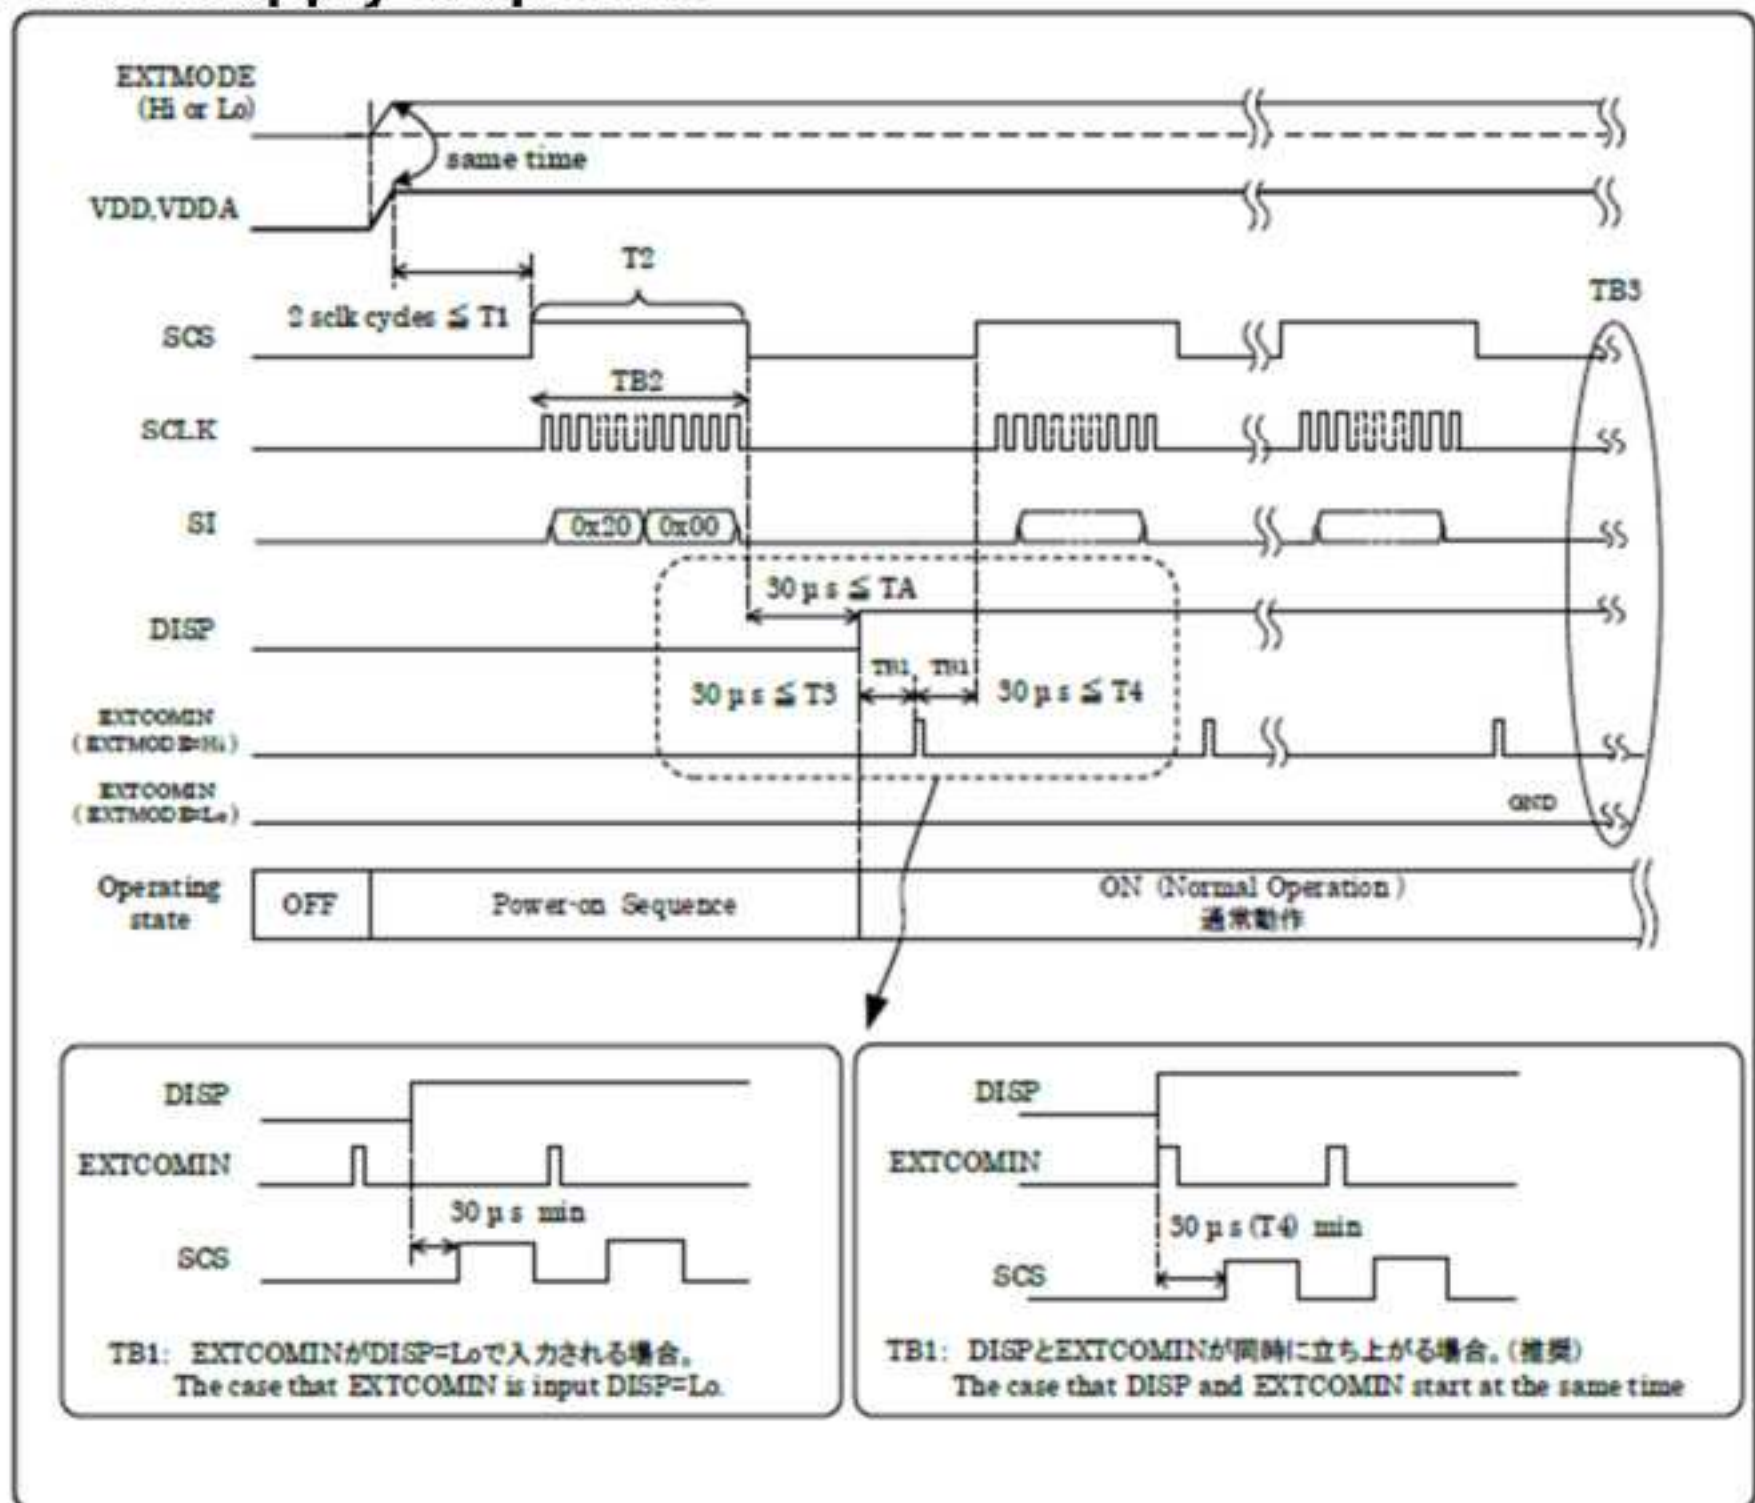 EXTMODE
(Hi or Lo)
same time
VDD,VDDA
T2
2 sclk cycles ≦ T1
TB3
SCS
TB2
SCLK
SI
0x20
0x00
30 μs ≦ TA
DISP
TB1
TB1
30 μs ≦ T3
30 μs ≦ T4
EXTCOMIN
(EXTMODE=Hi)
EXTCOMIN
(EXTMODE=Lo)
GND
Operating
state
OFF
Power-on Sequence
ON (Normal Operation)
通常動作
DISP
EXTCOMIN
30 μs min
SCS
TB1: EXTCOMINがDISP=Loで入力される場合。
The case that EXTCOMIN is input DISP=Lo.
DISP
EXTCOMIN
30 μs (T4) min
SCS
TB1: DISPとEXTCOMINが同時に立ち上がる場合。(推奨)
The case that DISP and EXTCOMIN start at the same time